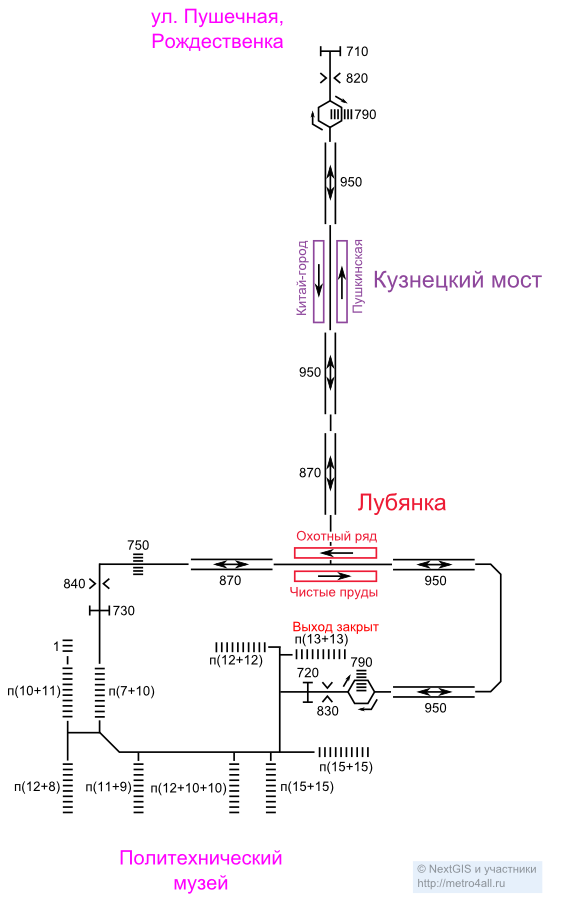 ул. Пушечная,
Рождественка
710
820
790
950
Китай-город
Пушкинская
Кузнецкий мост
950
870
Лубянка
Охотный ряд
750
870
950
Чистые пруды
840
730
Выход закрыт
п(13+13)
1
п(12+12)
720
790
п(10+11)
п(7+10)
830
950
п(15+15)
п(12+8)
п(11+9)
п(12+10+10)
п(15+15)
Политехнический
музей
© NextGIS и участники
http://metro4all.ru